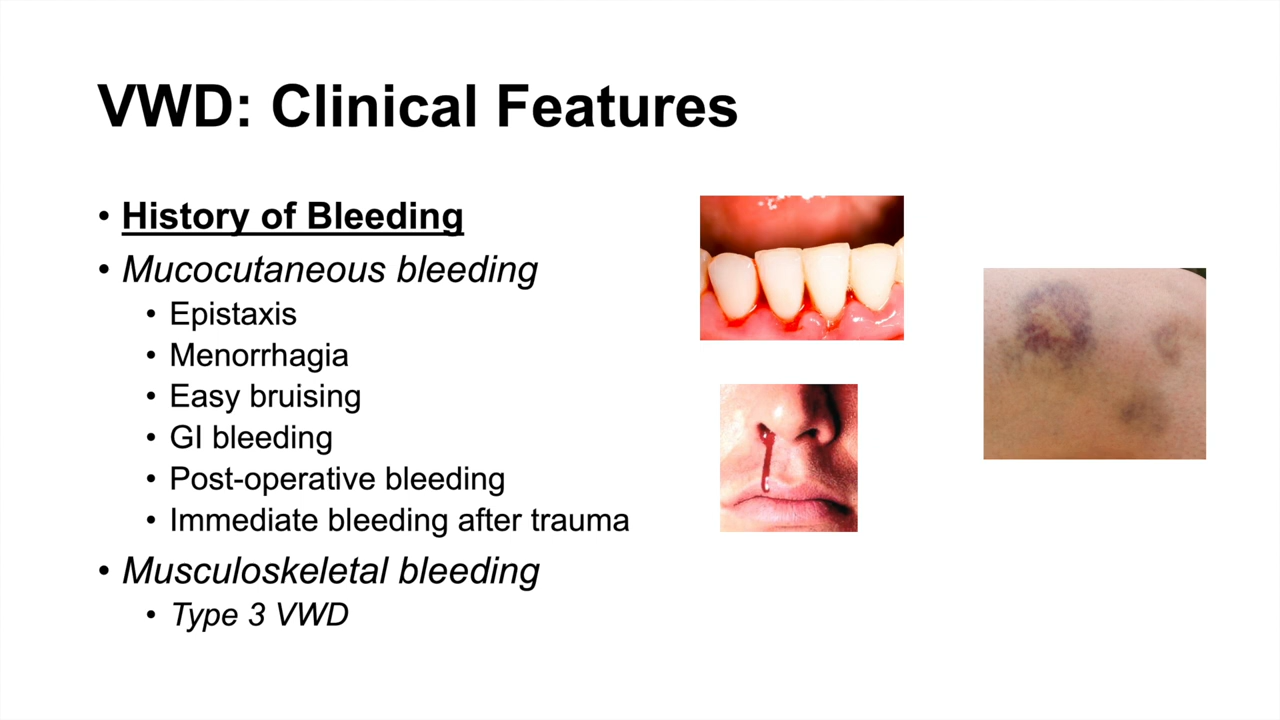 VWD: Clinical Features
• History of Bleeding
• Mucocutaneous bleeding
• Epistaxis
• Menorrhagia
• Easy bruising
• GI bleeding
• Post-operative bleeding
• Immediate bleeding after trauma
• Musculoskeletal bleeding
• Type 3 VWD